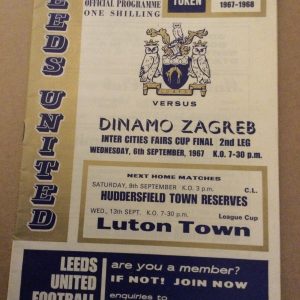 LEEDS UNITED
OFFICIAL PROGRAMME
ONE SHILLING
TOKEN
1967-1968
VERSUS
DINAMO ZAGREB
INTER CITIES FAIRS CUP FINAL 2nd LEG
WEDNESDAY, 6th SEPTEMBER, 1967 K.O. 7-30 p.m.
NEXT HOME MATCHES
SATURDAY, 9th SEPTEMBER K.O. 3 p.m. C.L.
HUDDERSFIELD TOWN RESERVES
WED., 13th SEPT. K.O. 7-30 p.m. League Cup
Luton Town
LEEDS
UNITED
FOOTBALL
are you a member?
IF NOT! JOIN NOW
enquiries to